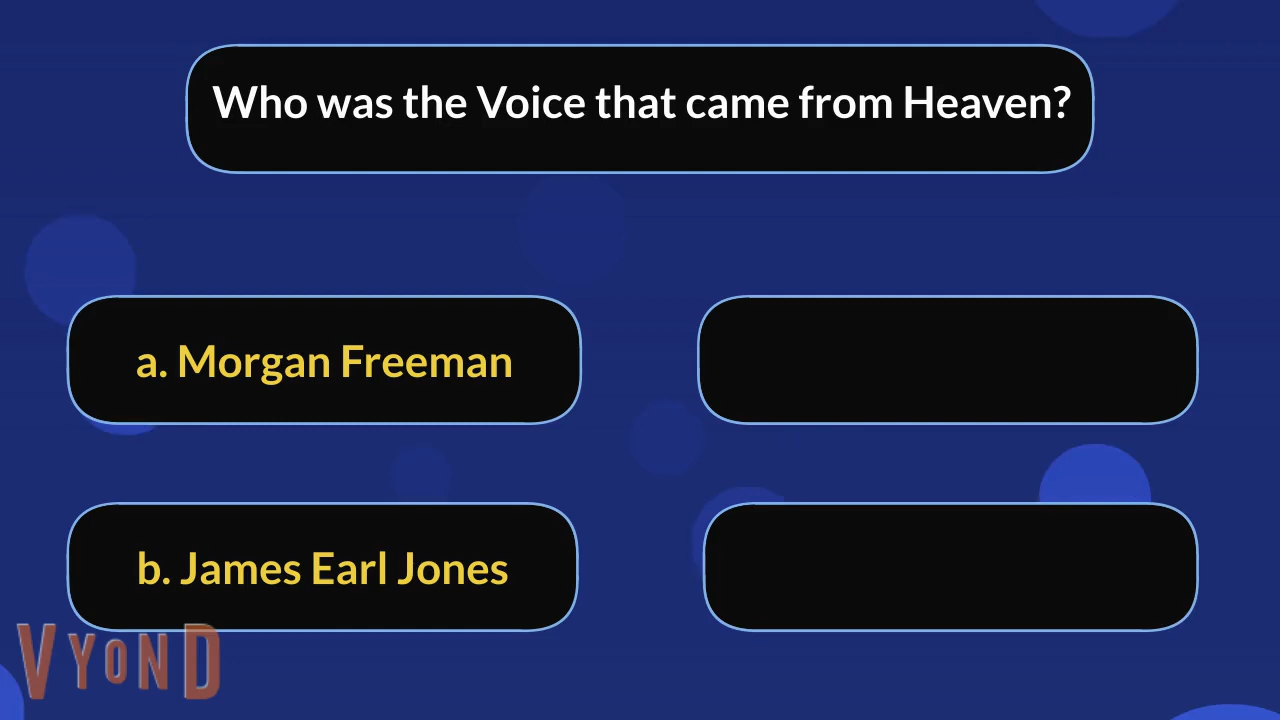 Who was the Voice that came from Heaven?
a. Morgan Freeman
b. James Earl Jones
VYOND